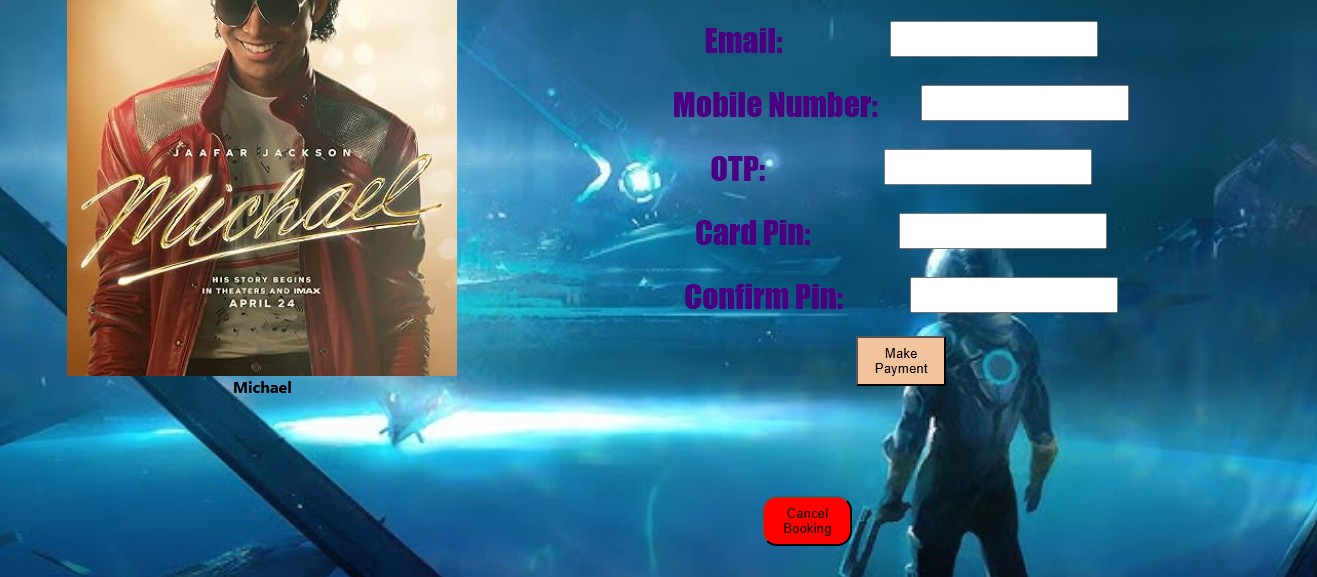 JAAFAR JACKSON
Michael
HIS STORY BEGINS
IN THEATERS AND IMAX
APRIL 24
Michael
Email:
Mobile Number:
OTP:
Card Pin:
Confirm Pin:
Make
Payment
Cancel
Booking